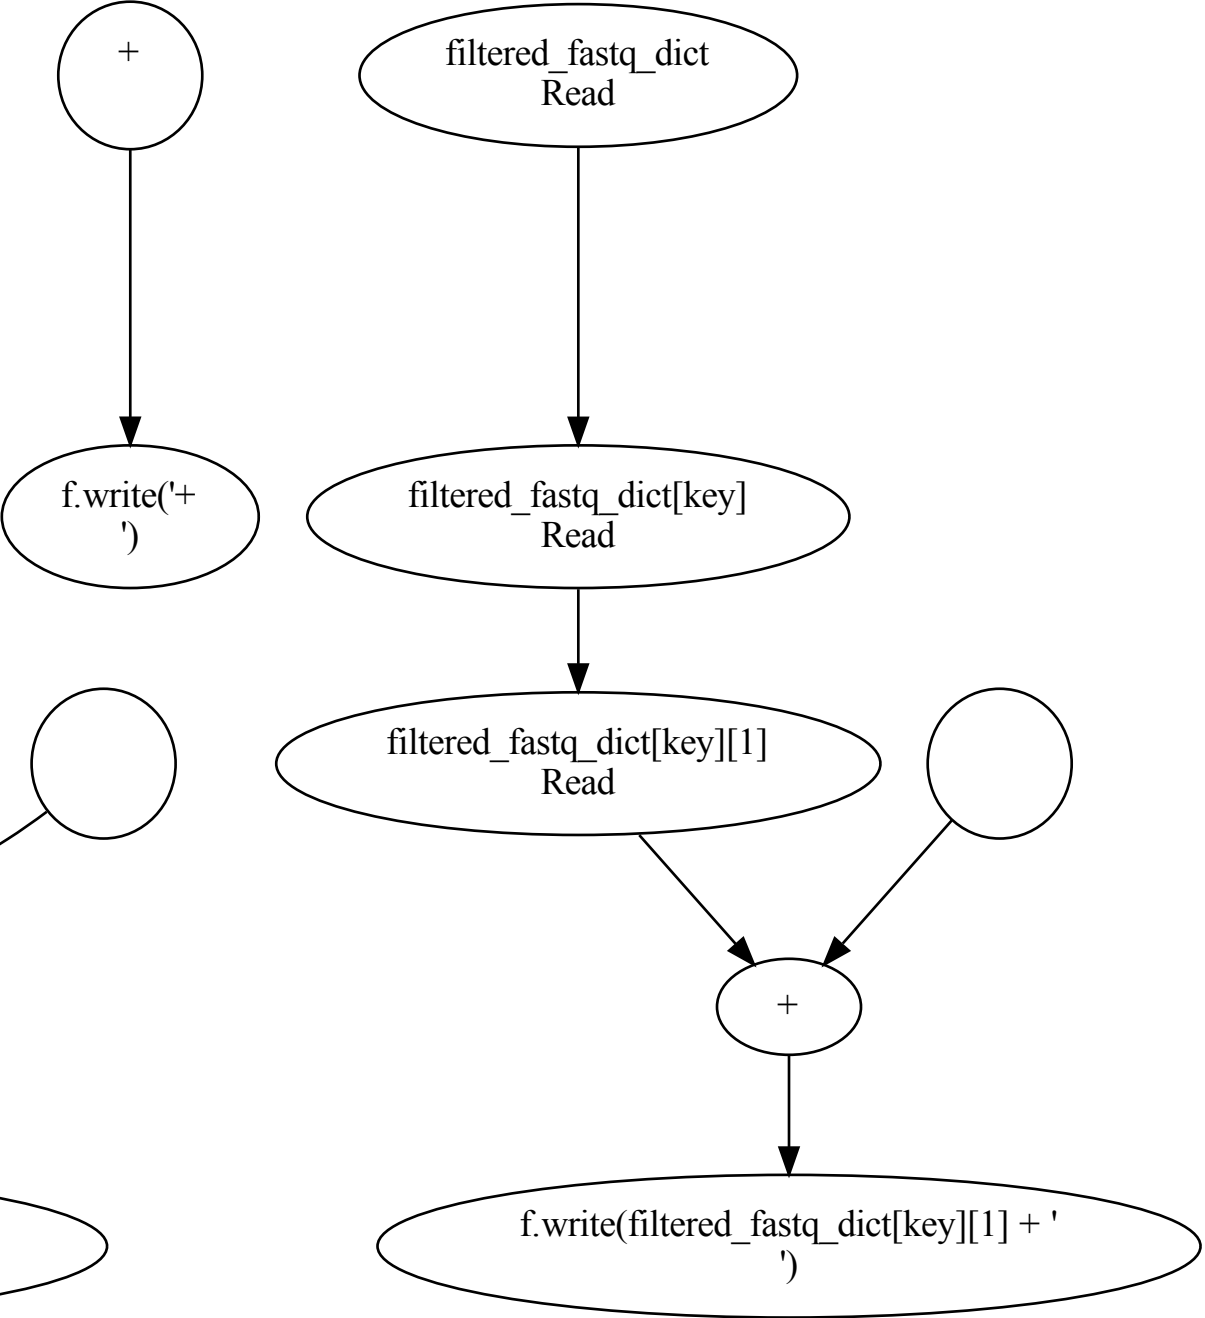 +
filtered_fastq_dict
Read
f.write('+
')
filtered_fastq_dict[key]
Read
filtered_fastq_dict[key][1]
Read
+
f.write(filtered_fastq_dict[key][1] + '
')